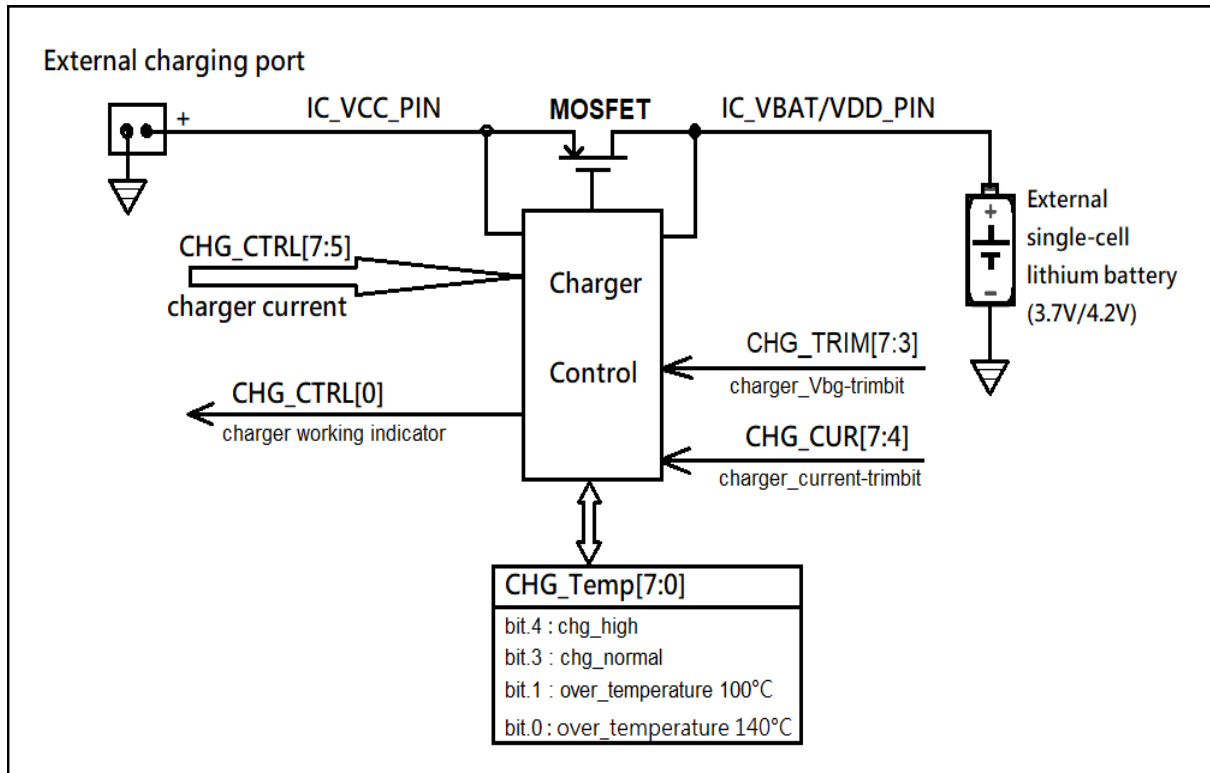 External charging port
+
IC_VCC_PIN
MOSFET
IC_VBAT/VDD_PIN
CHG_CTRL[7:5]
charger current
Charger
Control
+
-
External
single-cell
lithium battery
(3.7V/4.2V)
CHG_TRIM[7:3]
charger_Vbg-trimbit
CHG_CTRL[0]
charger working indicator
CHG_CUR[7:4]
charger_current-trimbit
CHG_Temp[7:0]
bit.4 : chg_high
bit.3 : chg_normal
bit.1 : over_temperature 100°C
bit.0 : over_temperature 140°C